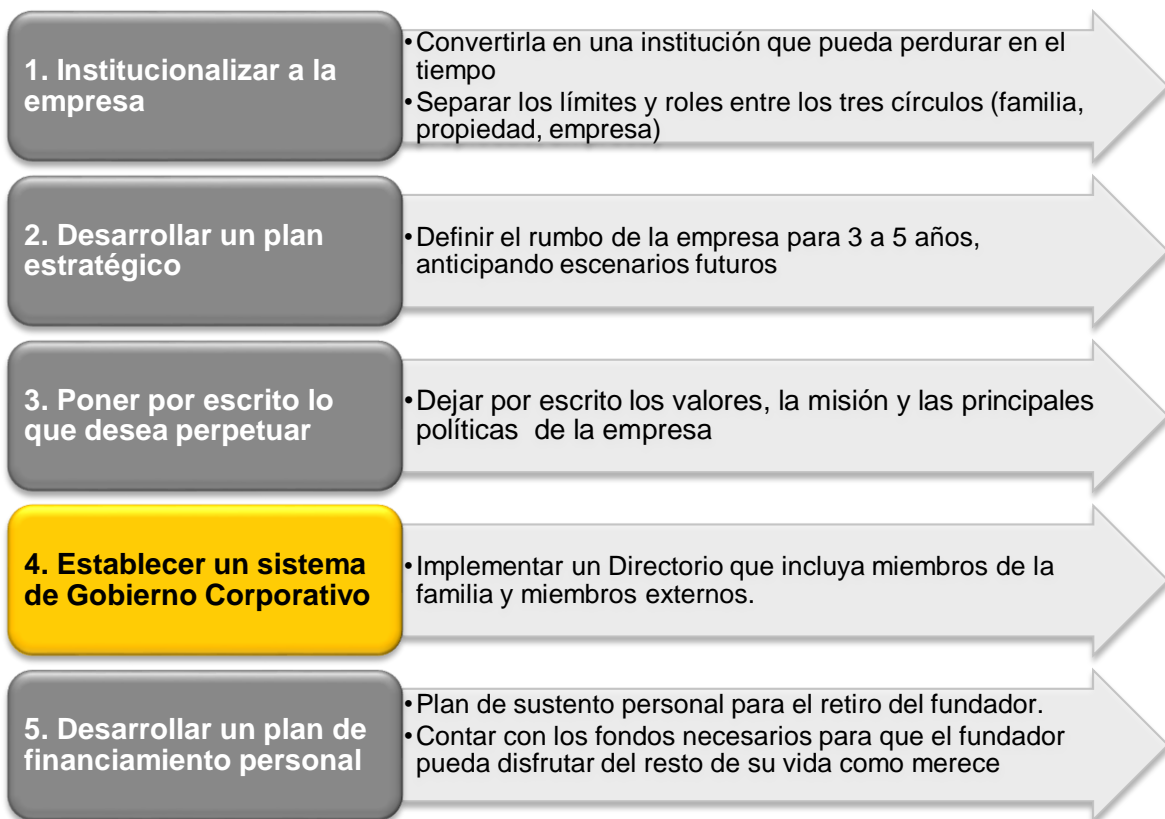 1. Institucionalizar a la
empresa
•Convertirla en una institución que pueda perdurar en el
tiempo
•Separar los límites y roles entre los tres círculos (familia,
propiedad, empresa)
2. Desarrollar un plan
estratégico
•Definir el rumbo de la empresa para 3 a 5 años,
anticipando escenarios futuros
3. Poner por escrito lo
que desea perpetuar
•Dejar por escrito los valores, la misión y las principales
políticas de la empresa
4. Establecer un sistema
de Gobierno Corporativo
•Implementar un Directorio que incluya miembros de la
familia y miembros externos.
5. Desarrollar un plan de
financiamiento personal
•Plan de sustento personal para el retiro del fundador.
•Contar con los fondos necesarios para que el fundador
pueda disfrutar del resto de su vida como merece